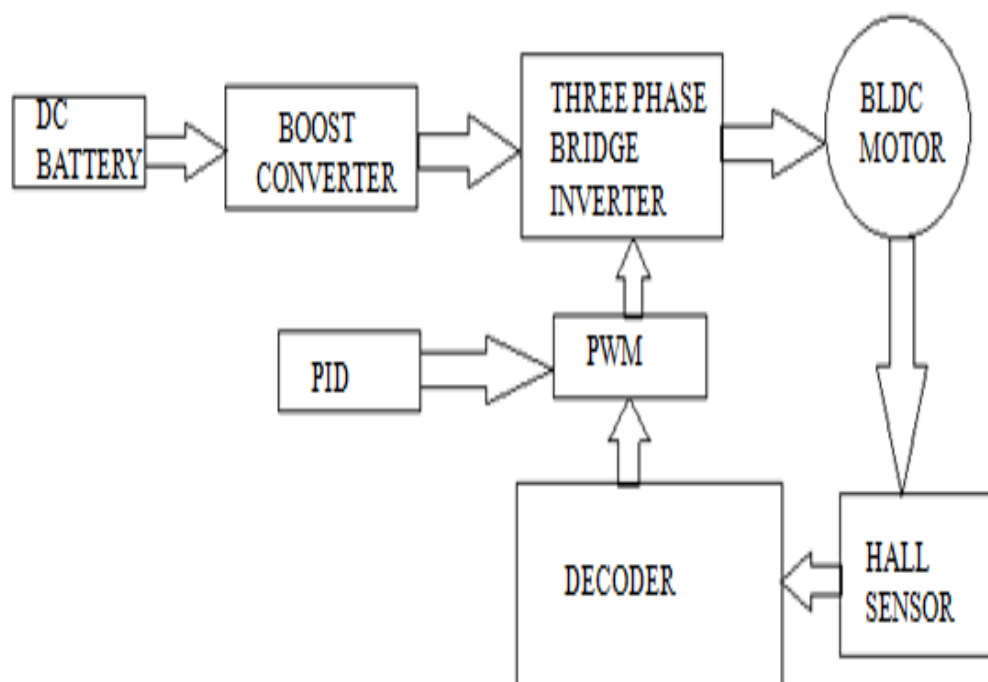 DC
BATTERY
BOOST
CONVERTER
THREE PHASE
BRIDGE
INVERTER
BLDC
MOTOR
PID
PWM
DECODER
HALL
SENSOR